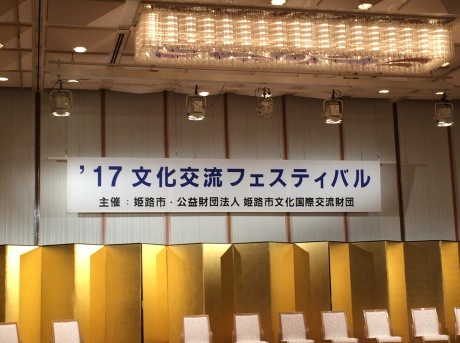 '17 文化交流フェスティバル
主催：姫路市・公益財団法人 姫路市文化国際交流財団